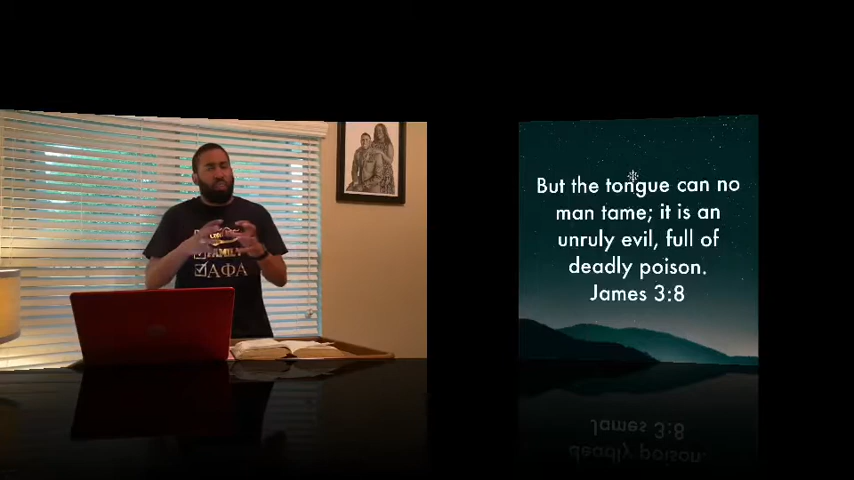 FAMILY
ΑΦΑ
But the tongue can no
man tame; it is an
unruly evil, full of
deadly poison.
James 3:8
James 3:8
deadly poison.